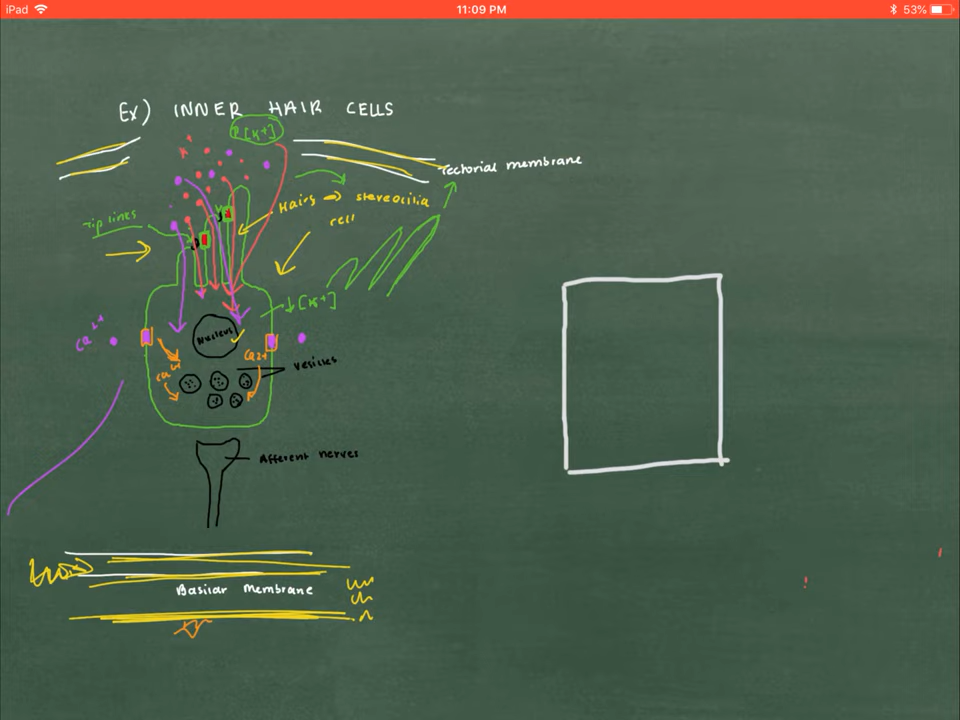 iPad
11:09 PM
53%
Ex) INNER HAIR CELLS
K+
↑[K+]
Tectorial membrane
Hairs → stereocilia
cell
Tip lines
↓[K+]
Ca2+
Nucleus
Ca2+
Ca2+
vesicles
Afferent nerves
Basilar membrane